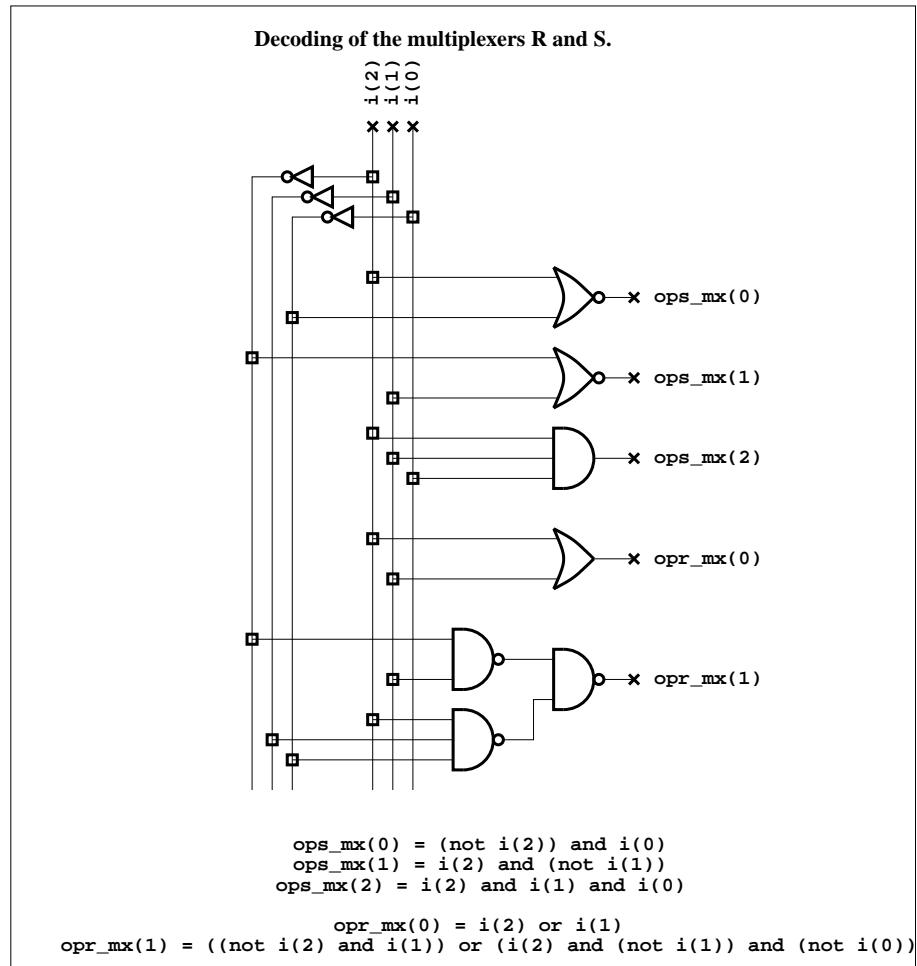 Decoding of the multiplexers R and S.
i(2)
i(1)
i(0)
ops_mx(0)
ops_mx(1)
ops_mx(2)
opr_mx(0)
opr_mx(1)
ops_mx(0) = (not i(2)) and i(0)
ops_mx(1) = i(2) and (not i(1))
ops_mx(2) = i(2) and i(1) and i(0)
opr_mx(0) = i(2) or i(1)
opr_mx(1) = ((not i(2) and i(1)) or (i(2) and (not i(1)) and (not i(0))